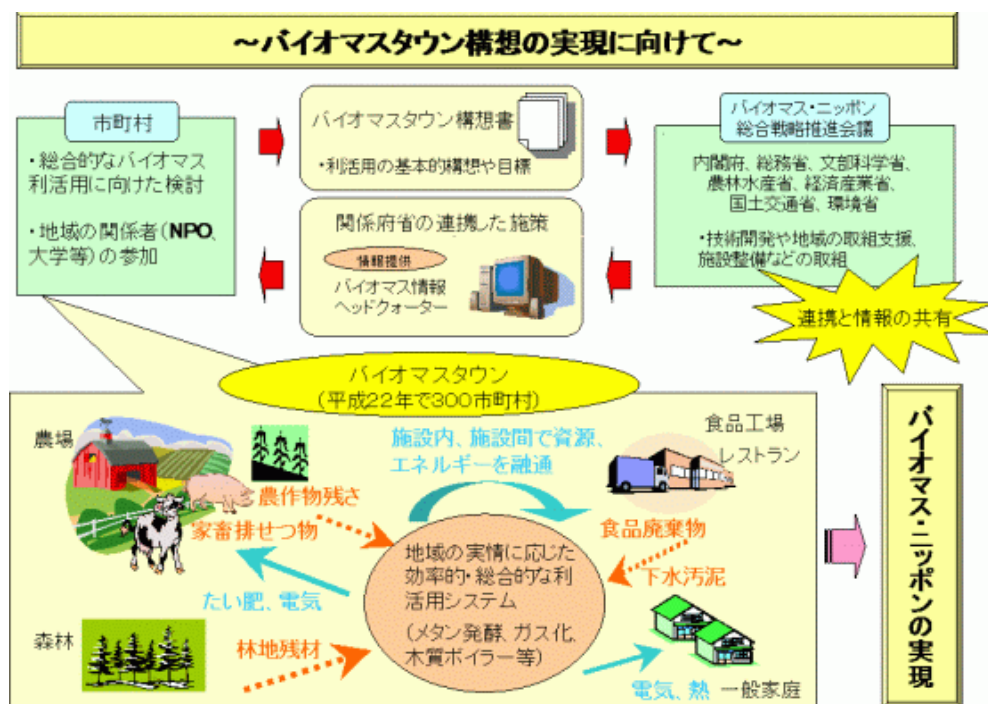 ～バイオマスタウン構想の実現に向けて～
市町村
・総合的なバイオマス
利活用に向けた検討
・地域の関係者（NPO、
大学等）の参加
バイオマスタウン構想書
・利活用の基本的構想や目標
関係府省の連携した施策
情報提供
バイオマス情報
ヘッドクォーター
バイオマス・ニッポン
総合戦略推進会議
内閣府、総務省、文部科学省、
農林水産省、経済産業省、
国土交通省、環境省
・技術開発や地域の取組支援、
施設整備などの取組
連携と情報の共有
バイオマスタウン
（平成22年で300市町村）
農場
農作物残さ
家畜排せつ物
たい肥、電気
森林
林地残材
施設内、施設間で資源、
エネルギーを融通
地域の実情に応じた
効率的・総合的な利
活用システム
（メタン発酵、ガス化、
木質ボイラー等）
食品工場
レストラン
食品廃棄物
下水汚泥
電気、熱
一般家庭
バイオマス・ニッポンの実現